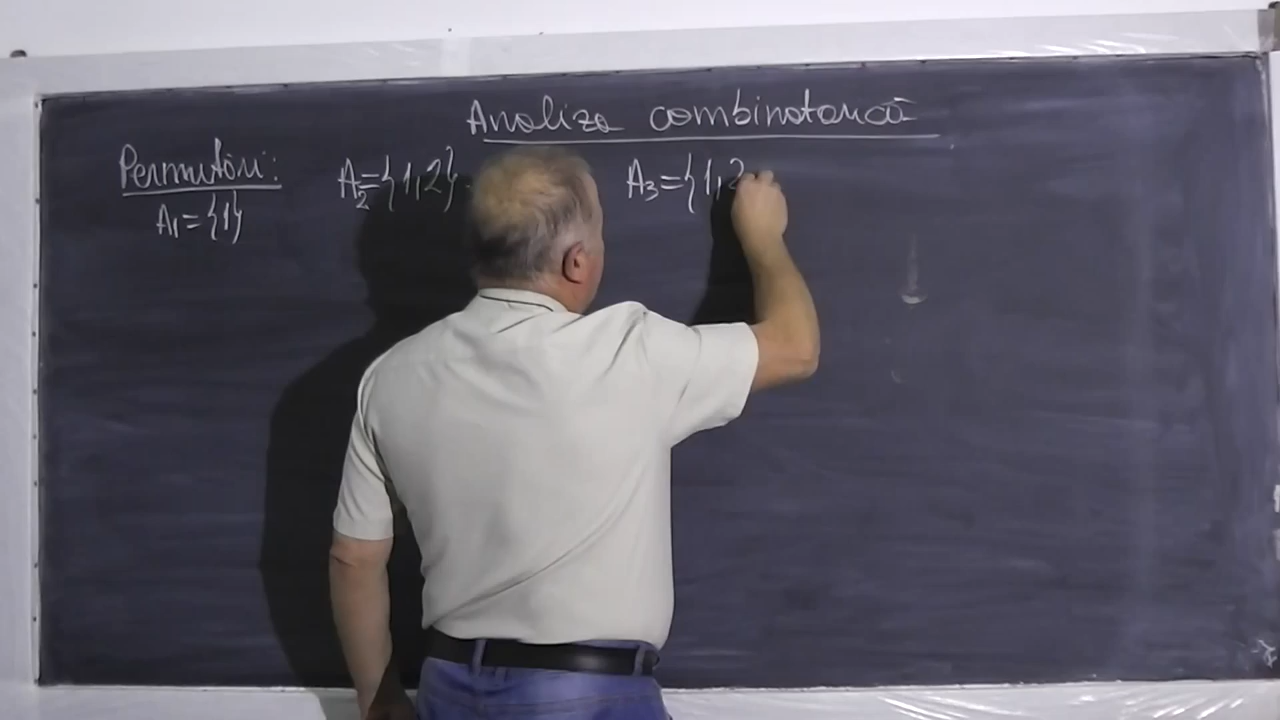 Analiza combinatorică
Permutări:
A₁={1}
A₂={1,2}
A₃={1,2